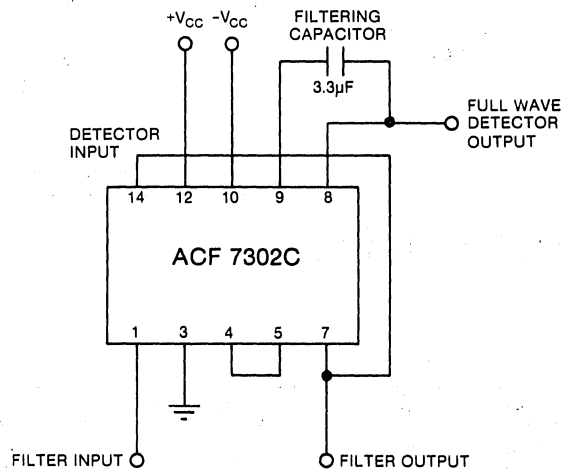 +VCC -VCC
FILTERING
CAPACITOR
3.3µF
FULL WAVE
DETECTOR
OUTPUT
DETECTOR
INPUT
14 12 10 9 8
ACF 7302C
1 3 4 5 7
FILTER INPUT
FILTER OUTPUT